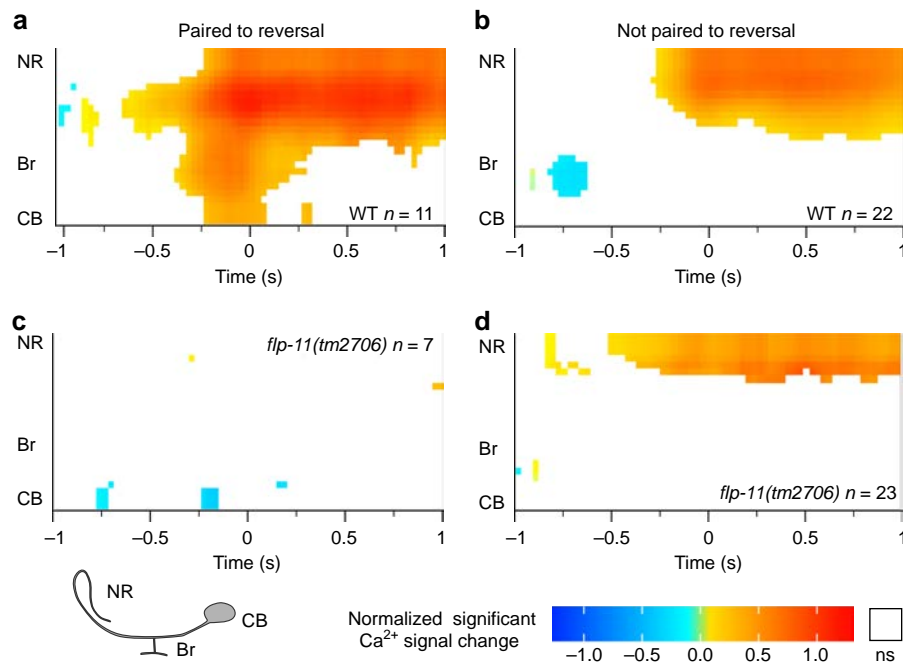 a
Paired to reversal
NR
Br
CB
WT n = 11
−1
−0.5
0
0.5
1
Time (s)
b
Not paired to reversal
NR
Br
CB
WT n = 22
−1
−0.5
0
0.5
1
Time (s)
c
NR
Br
CB
flp-11(tm2706) n = 7
−1
−0.5
0
0.5
1
Time (s)
d
NR
Br
CB
flp-11(tm2706) n = 23
−1
−0.5
0
0.5
1
Time (s)
NR
CB
Br
Normalized significant
Ca2+ signal change
−1.0
−0.5
0.0
0.5
1.0
ns